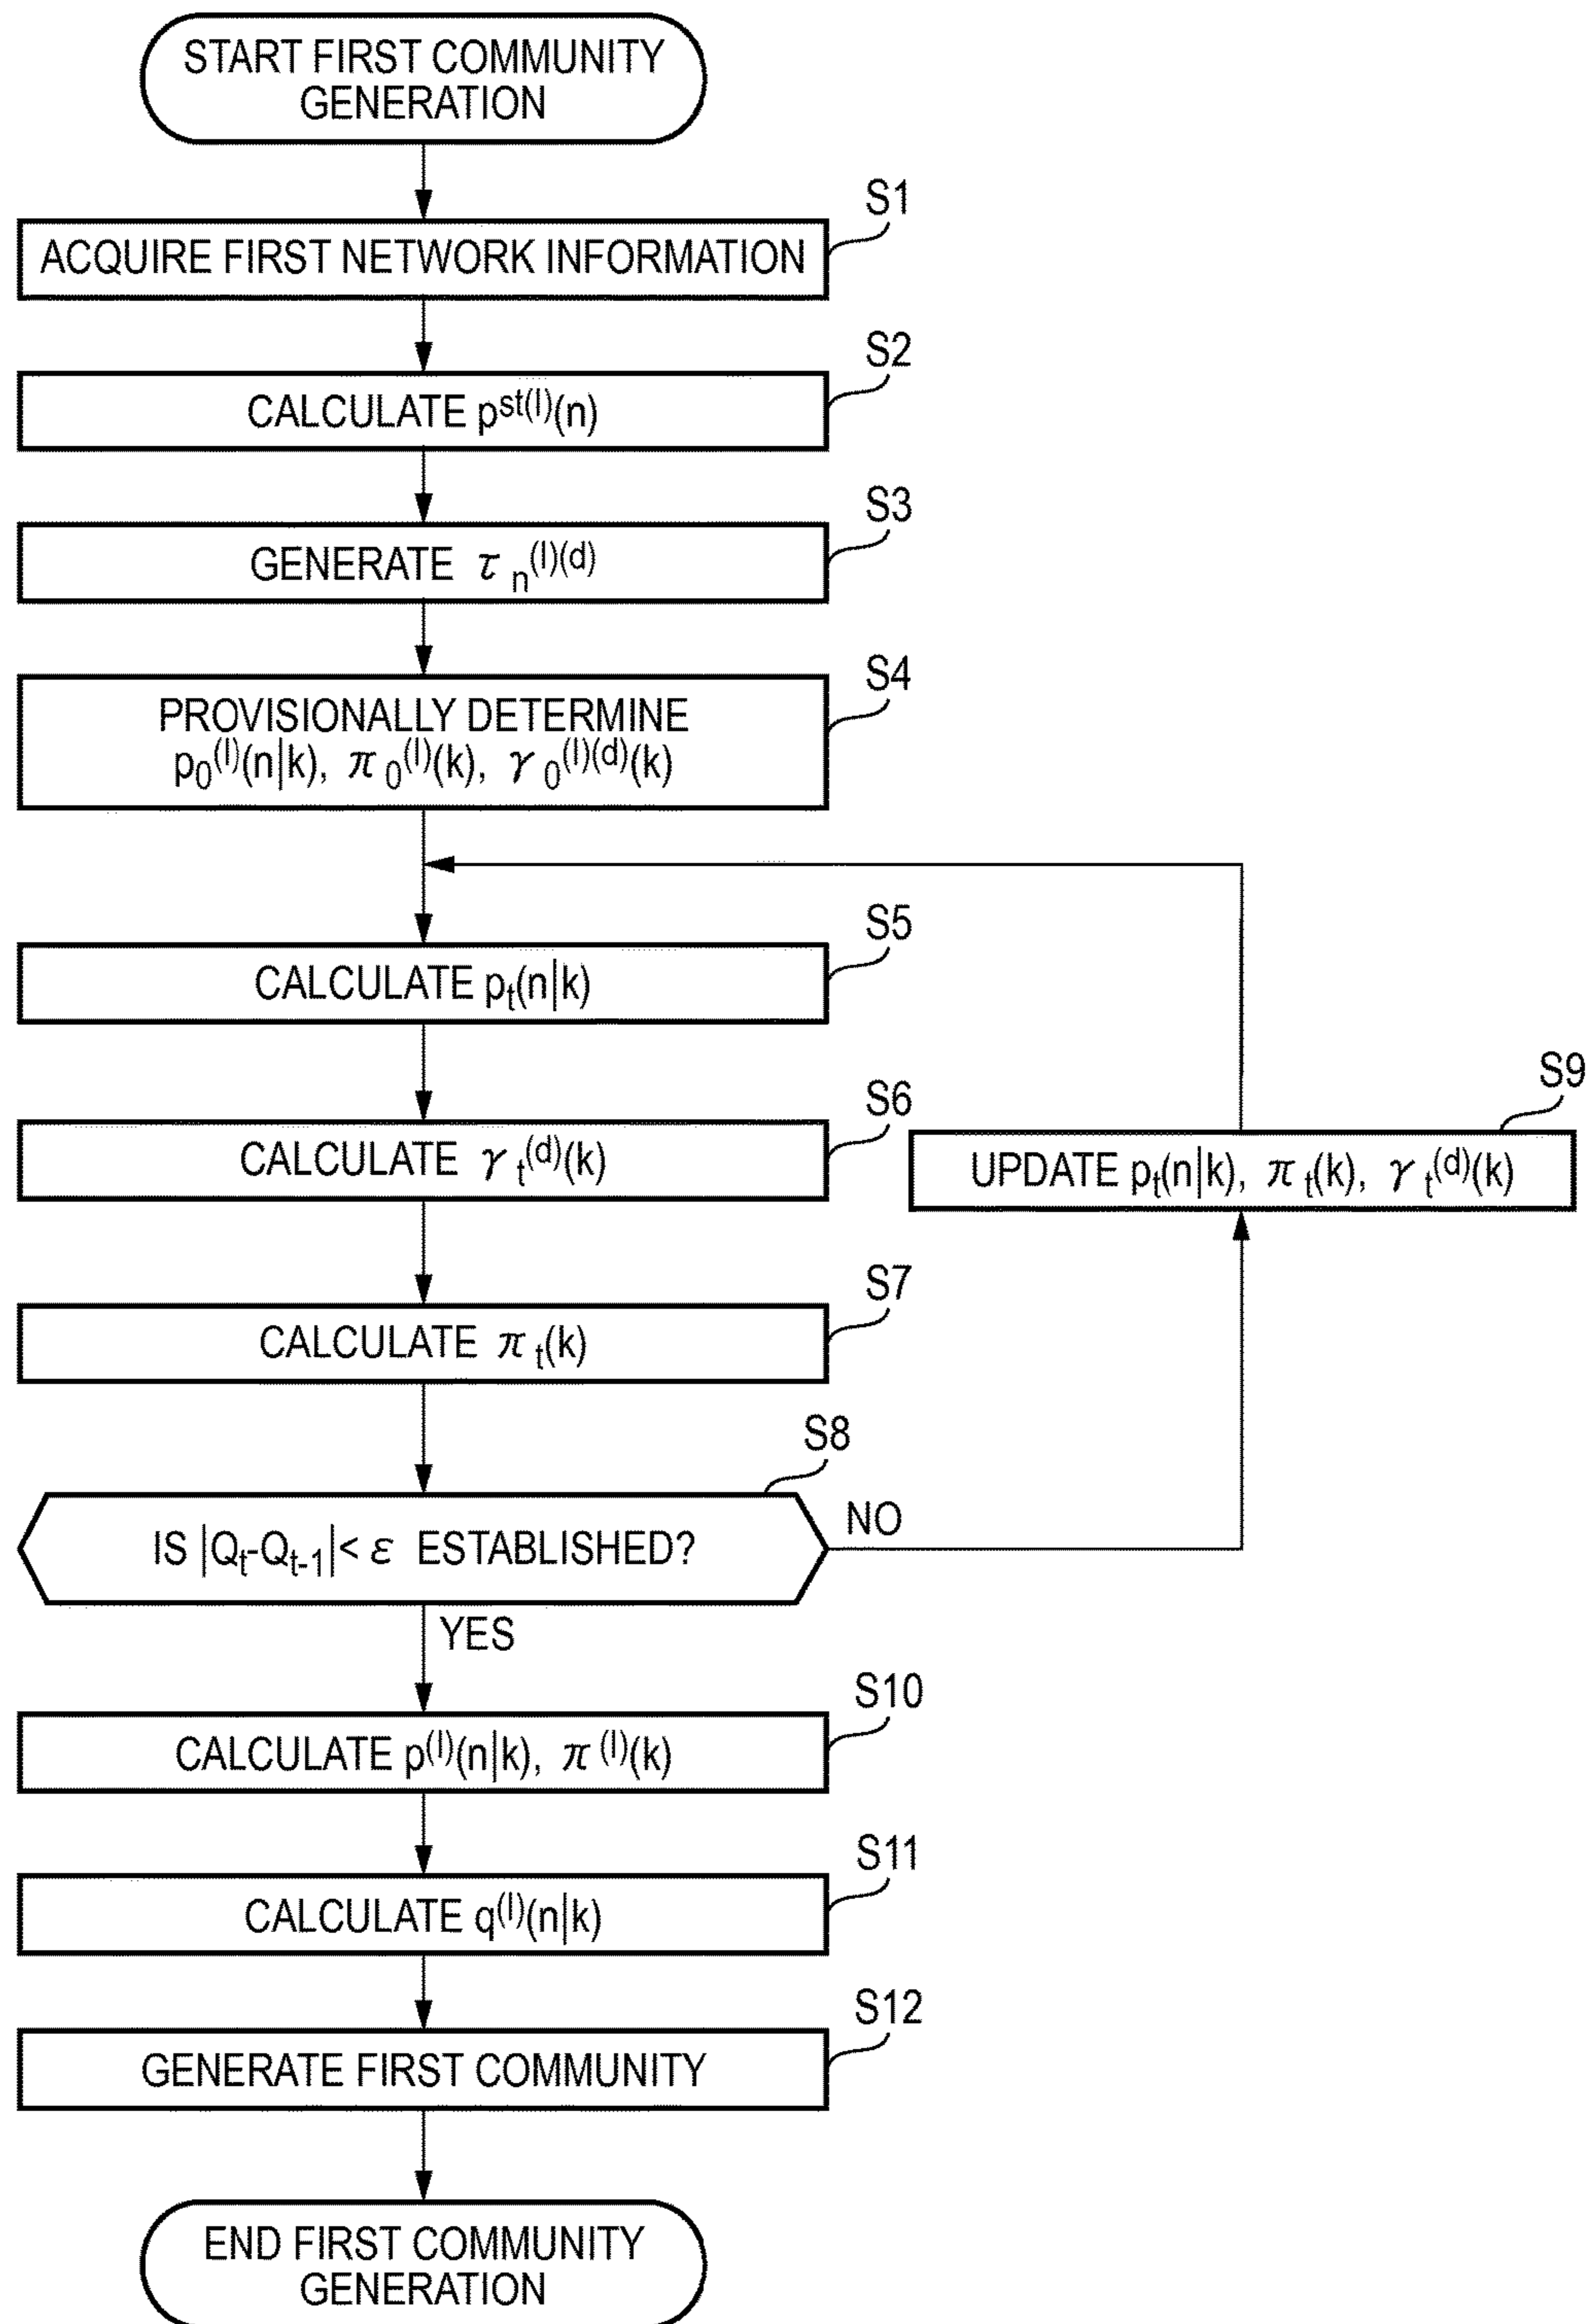 START FIRST COMMUNITY
GENERATION
S1
ACQUIRE FIRST NETWORK INFORMATION
S2
CALCULATE p^st(l)(n)
S3
GENERATE τ_n^(l)(d)
S4
PROVISIONALLY DETERMINE
p_0^(l)(n|k), π_0^(l)(k), γ_0^(l)(d)(k)
S5
CALCULATE p_t(n|k)
S6
CALCULATE γ_t^(d)(k)
S9
UPDATE p_t(n|k), π_t(k), γ_t^(d)(k)
S7
CALCULATE π_t(k)
S8
IS |Q_t-Q_t-1|< ε ESTABLISHED?
NO
YES
S10
CALCULATE p^(l)(n|k), π^(l)(k)
S11
CALCULATE q^(l)(n|k)
S12
GENERATE FIRST COMMUNITY
END FIRST COMMUNITY
GENERATION